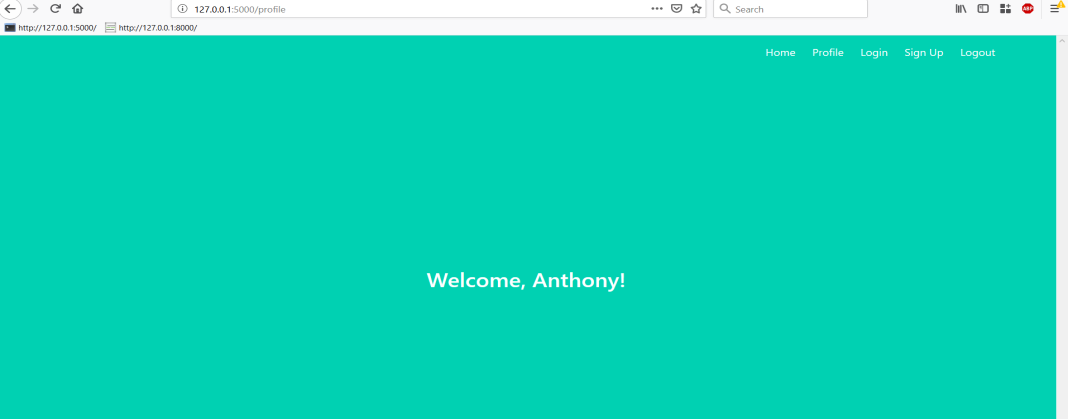 127.0.0.1:5000/profile
Search
http://127.0.0.1:5000/ http://127.0.0.1:8000/
Home Profile Login Sign Up Logout
Welcome, Anthony!